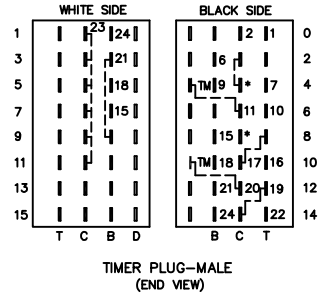 WHITE SIDE BLACK SIDE
1 23 24 2 1 0
3 21 6 2
5 18 TM 9 * 7 4
7 15 11 10 6
9 15 * 8
11 TM 18 17 16 10
13 21 20 19 12
15 24 22 14
T C B D B C T
TIMER PLUG-MALE
(END VIEW)